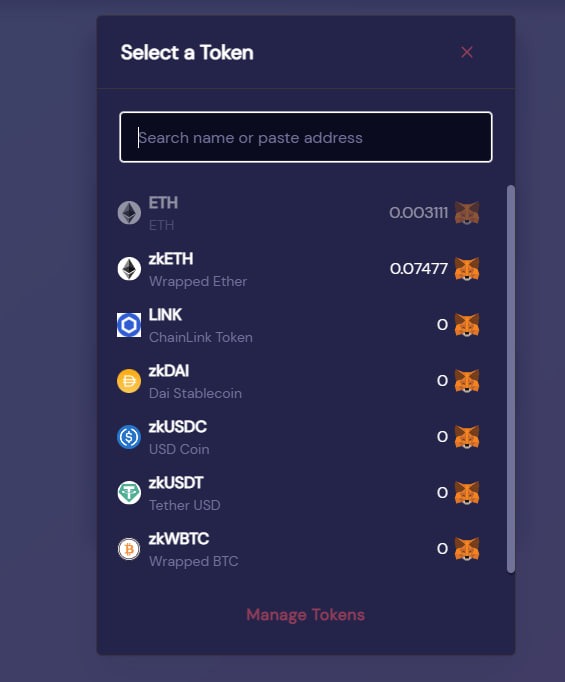 Select a Token
Search name or paste address
ETH
0.003111
ETH
zkETH
0.07477
Wrapped Ether
LINK
0
ChainLink Token
zkDAI
0
Dai Stablecoin
zkUSDC
0
USD Coin
zkUSDT
0
Tether USD
zkWBTC
0
Wrapped BTC
Manage Tokens